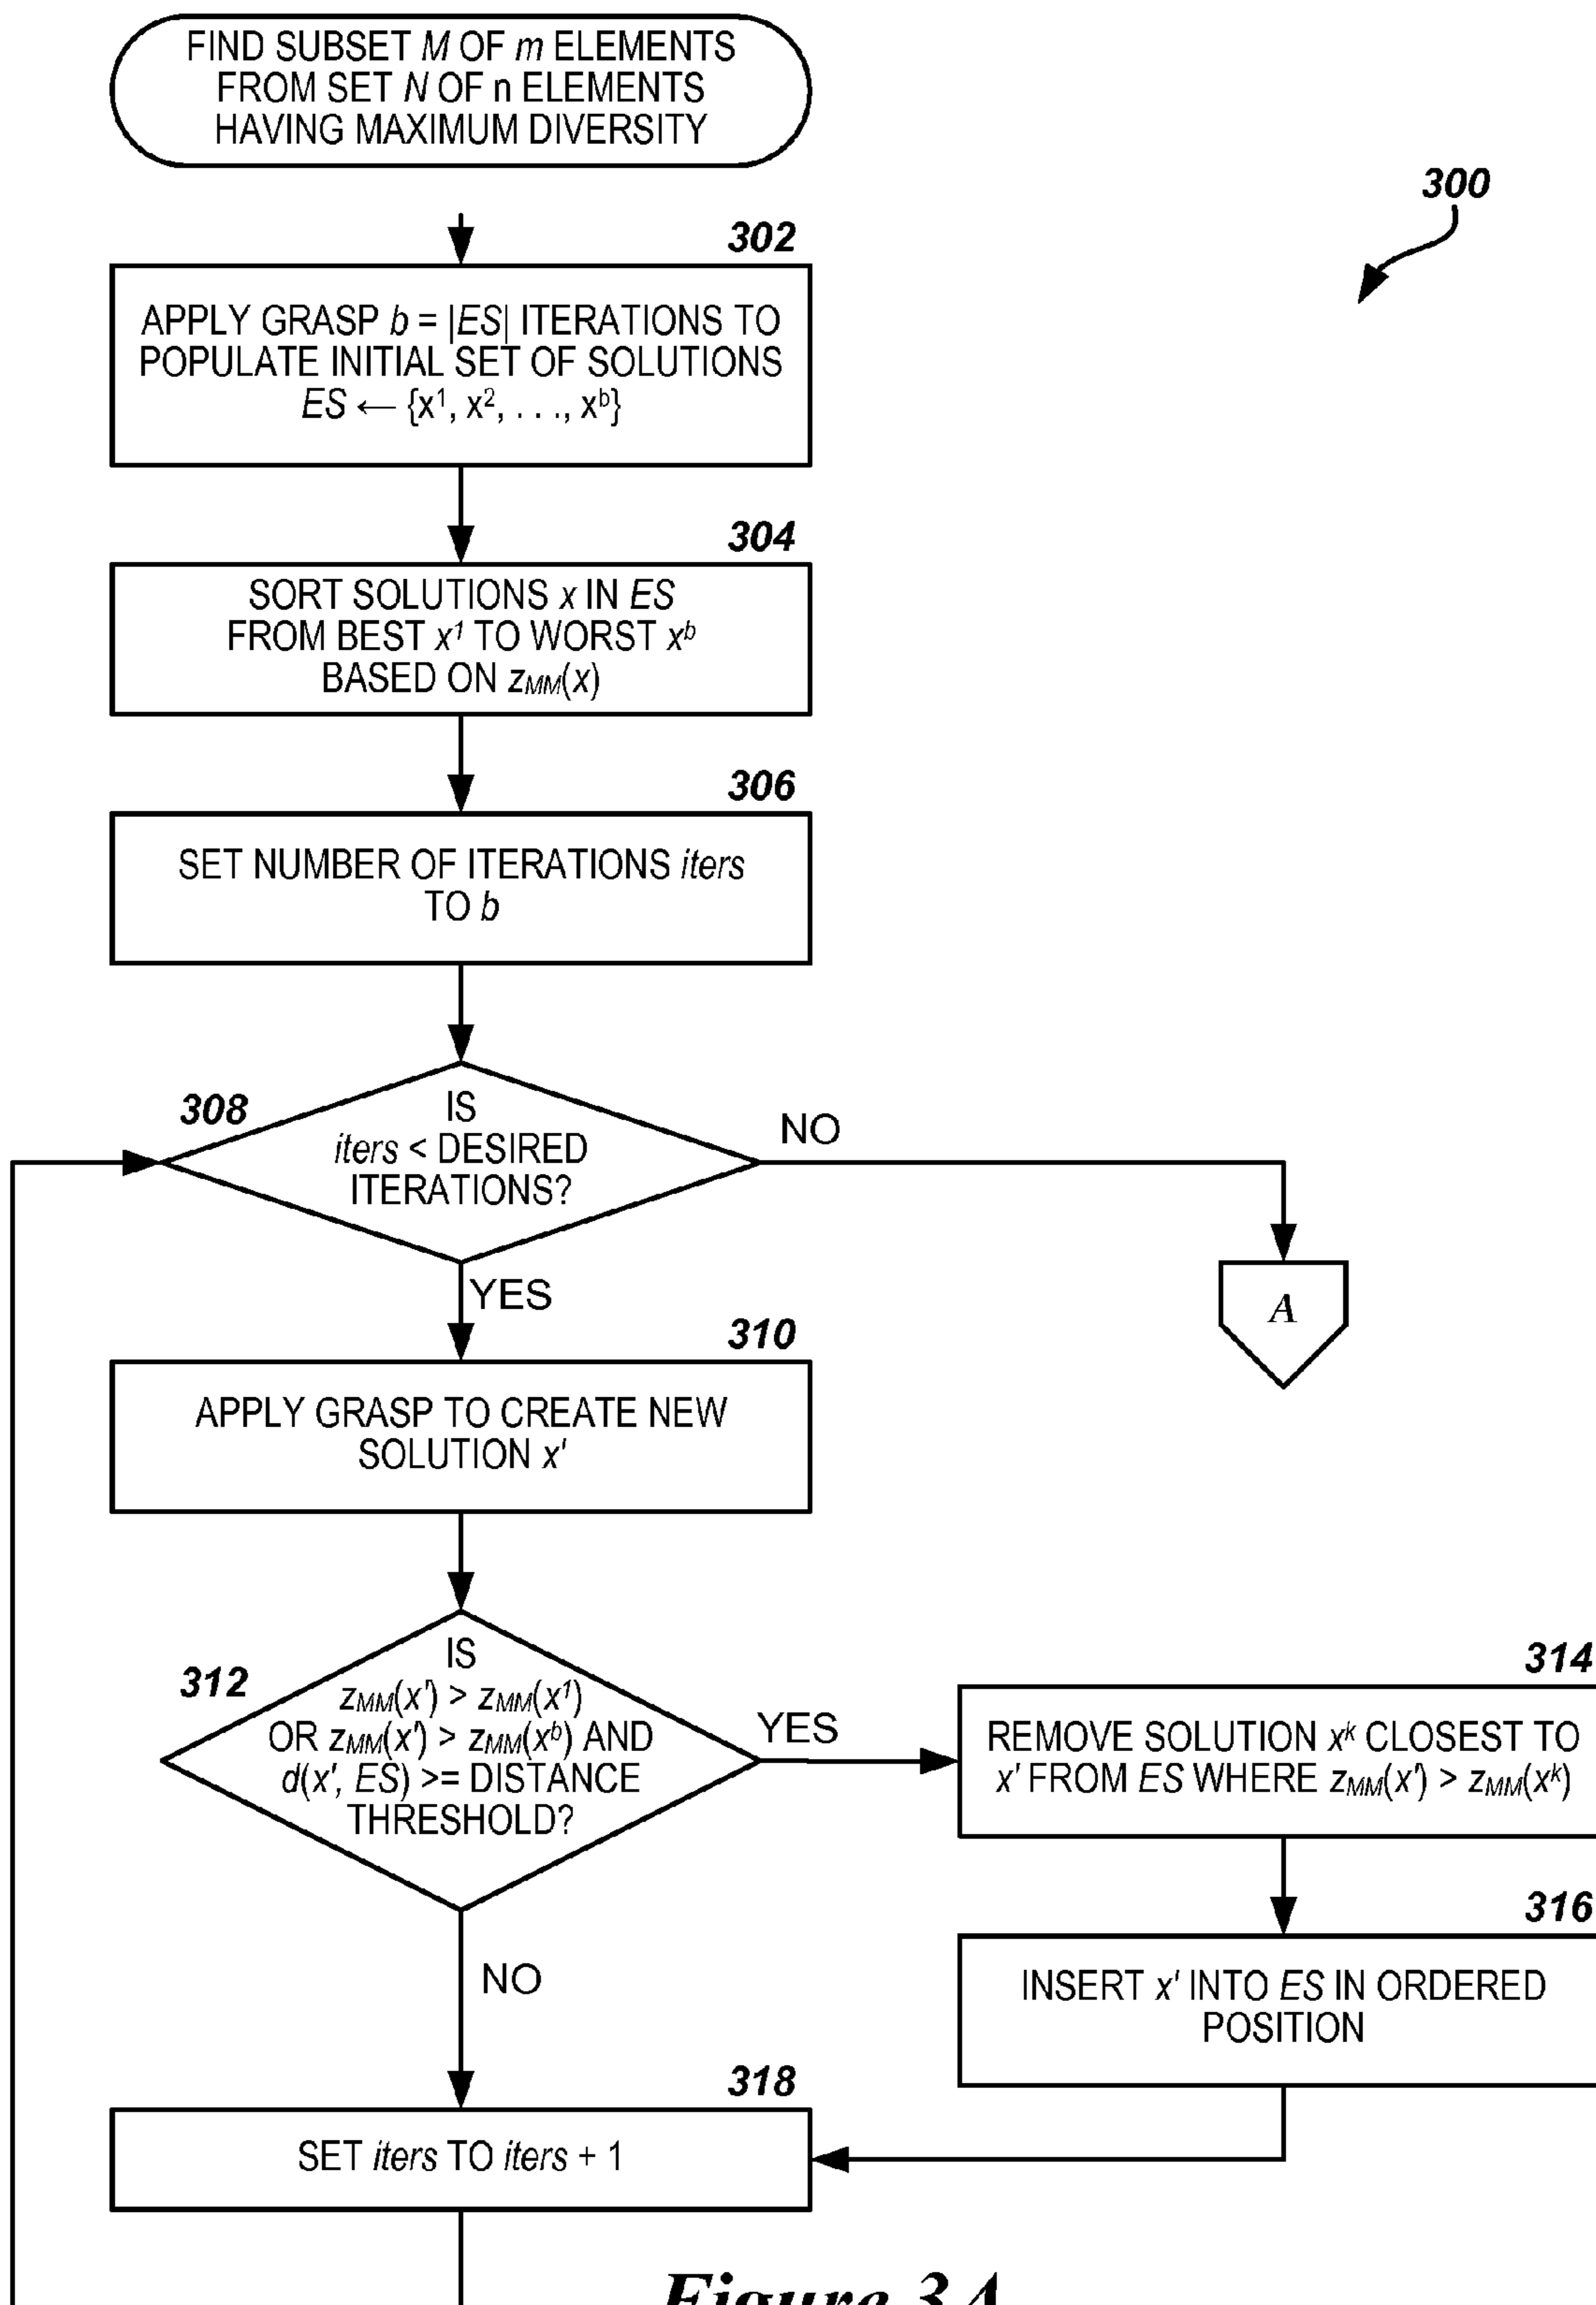 FIND SUBSET M OF m ELEMENTS
FROM SET N OF n ELEMENTS
HAVING MAXIMUM DIVERSITY
300
302
APPLY GRASP b = |ES| ITERATIONS TO
POPULATE INITIAL SET OF SOLUTIONS
ES ← {x¹, x², . . ., xᵇ}
304
SORT SOLUTIONS x IN ES
FROM BEST x¹ TO WORST xᵇ
BASED ON zMM(x)
306
SET NUMBER OF ITERATIONS iters
TO b
308
IS
iters < DESIRED
ITERATIONS?
NO
A
YES
310
APPLY GRASP TO CREATE NEW
SOLUTION x'
312
IS
zMM(x') > zMM(x¹)
OR zMM(x') > zMM(xᵇ) AND
d(x', ES) >= DISTANCE
THRESHOLD?
YES
314
REMOVE SOLUTION xᵏ CLOSEST TO
x' FROM ES WHERE zMM(x') > zMM(xᵏ)
316
INSERT x' INTO ES IN ORDERED
POSITION
NO
318
SET iters TO iters + 1
Figure 3A